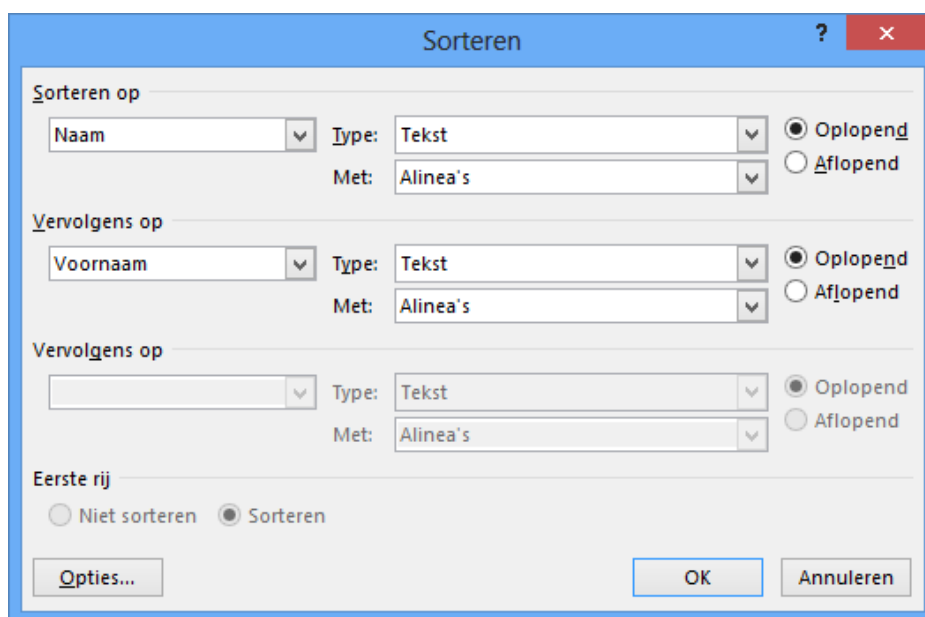 Sorteren ? ×
Sorteren op
Naam Type: Tekst Oplopend
Met: Alinea's Aflopend
Vervolgens op
Voornaam Type: Tekst Oplopend
Met: Alinea's Aflopend
Vervolgens op
Type: Tekst Oplopend
Met: Alinea's Aflopend
Eerste rij
Niet sorteren Sorteren
Opties... OK Annuleren